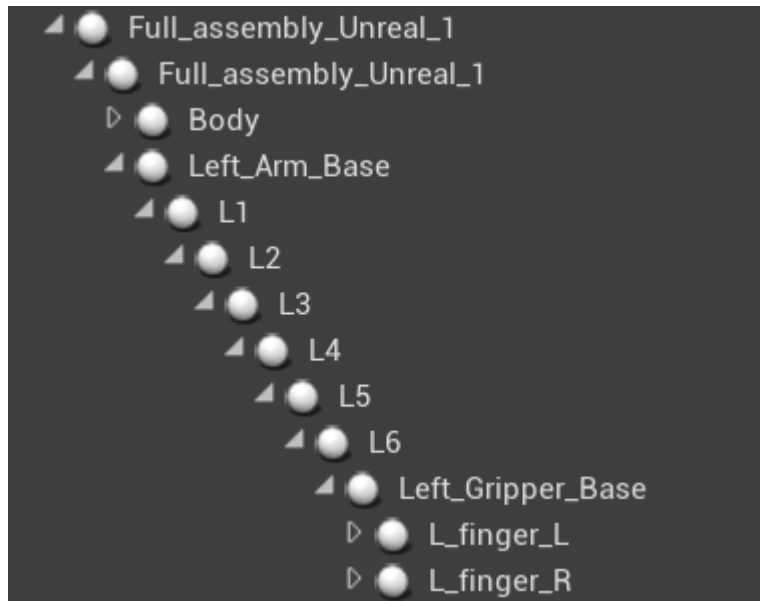 Full_assembly_Unreal_1
Full_assembly_Unreal_1
Body
Left_Arm_Base
L1
L2
L3
L4
L5
L6
Left_Gripper_Base
L_finger_L
L_finger_R